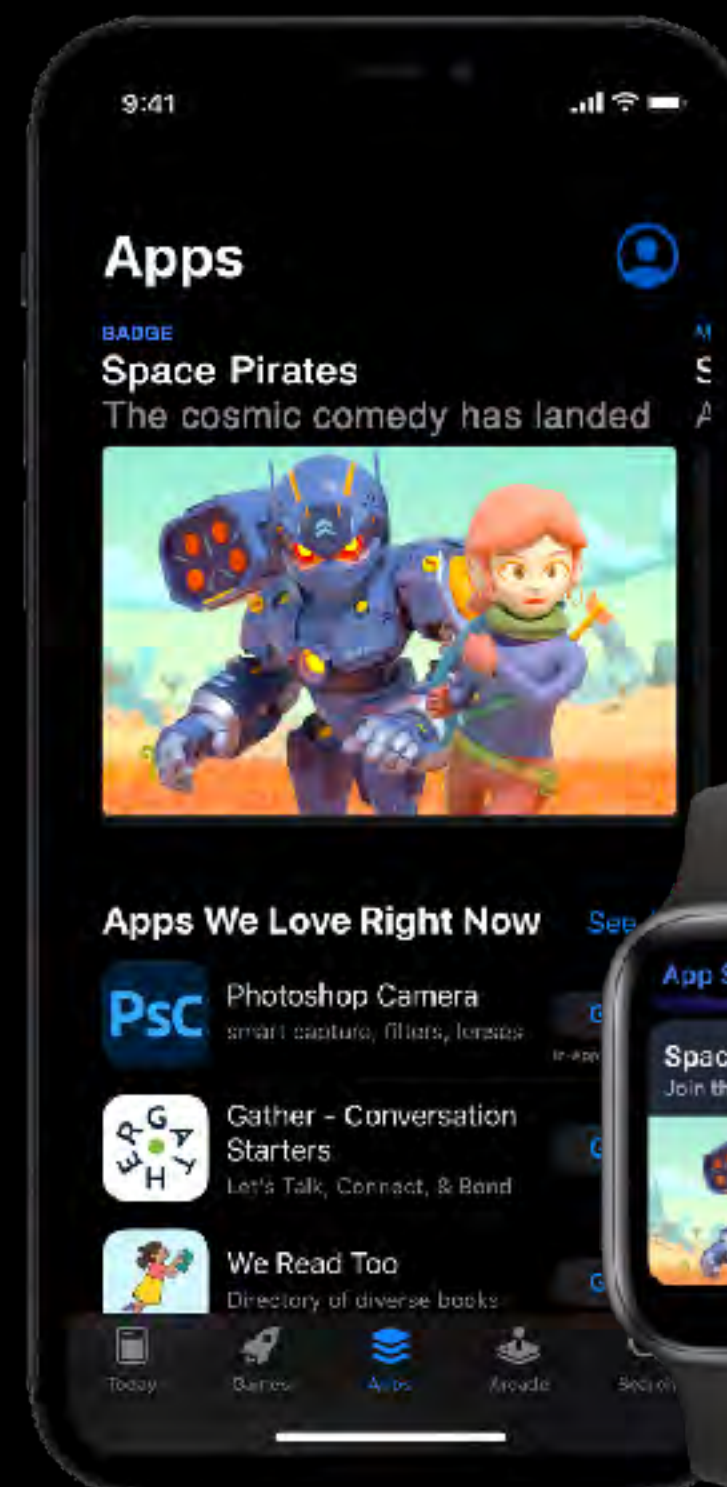 9:41
Apps
BADGE
Space Pirates
The cosmic comedy has landed
Apps We Love Right Now
See
PsC
Photoshop Camera
smart capture, filters, lenses
GATHER
Gather - Conversation
Starters
Let's Talk, Connect, & Bond
We Read Too
Directory of diverse books
Today
Games
Apps
Arcade
Search
App S
Spac
Join th